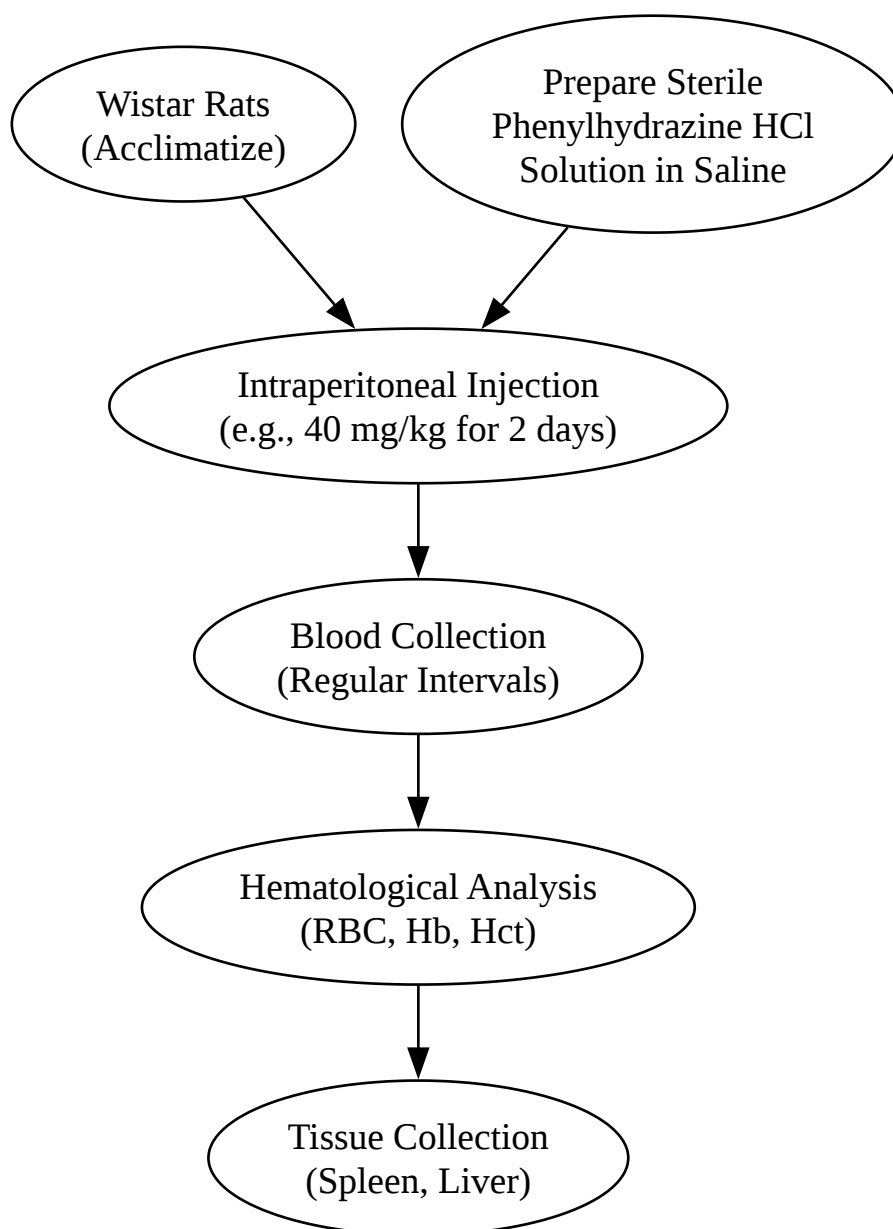 Wistar Rats
(Acclimatize)
Prepare Sterile
Phenylhydrazine HCl
Solution in Saline
Intraperitoneal Injection
(e.g., 40 mg/kg for 2 days)
Blood Collection
(Regular Intervals)
Hematological Analysis
(RBC, Hb, Hct)
Tissue Collection
(Spleen, Liver)